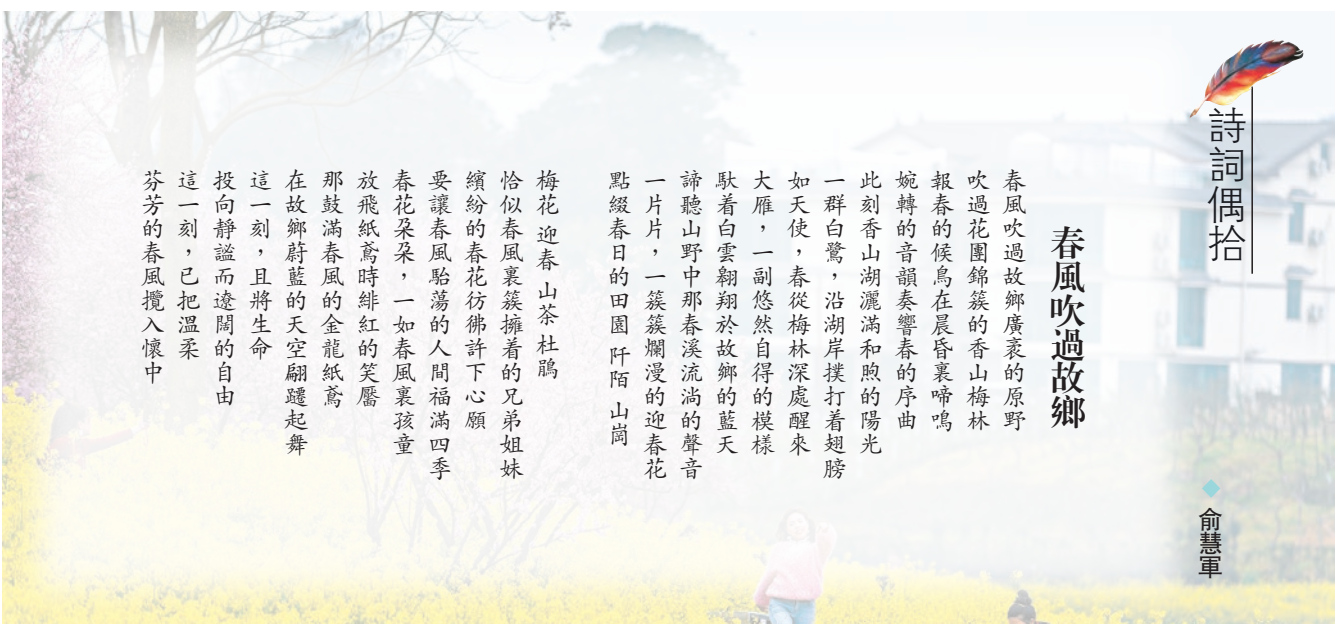 詩詞偶拾
春風吹過故鄉
◆俞慧軍
春風吹過故鄉廣袤的原野
吹過花團錦簇的香山梅林
報春的候鳥在晨昏裏啼鳴
婉轉的音韻奏響春的序曲
此刻香山湖灑滿和煦的陽光
一群白鷺，沿湖岸撲打着翅膀
如天使，春從梅林深處醒來
大雁，一副悠然自得的模樣
馱着白雲翱翔於故鄉的藍天
諦聽山野中那春溪流淌的聲音
一片片，一簇簇爛漫的迎春花
點綴春日的田園 阡陌 山崗
梅花 迎春 山茶 杜鵑
恰似春風裏簇擁着的兄弟姐妹
繽紛的春花彷彿許下心願
要讓春風駘蕩的人間福滿四季
春花朵朵，一如春風裏孩童
放飛紙鳶時緋紅的笑靨
那鼓滿春風的金龍紙鳶
在故鄉蔚藍的天空翩躚起舞
這一刻，且將生命
投向靜謐而遼闊的自由
這一刻，已把溫柔
芬芳的春風攬入懷中